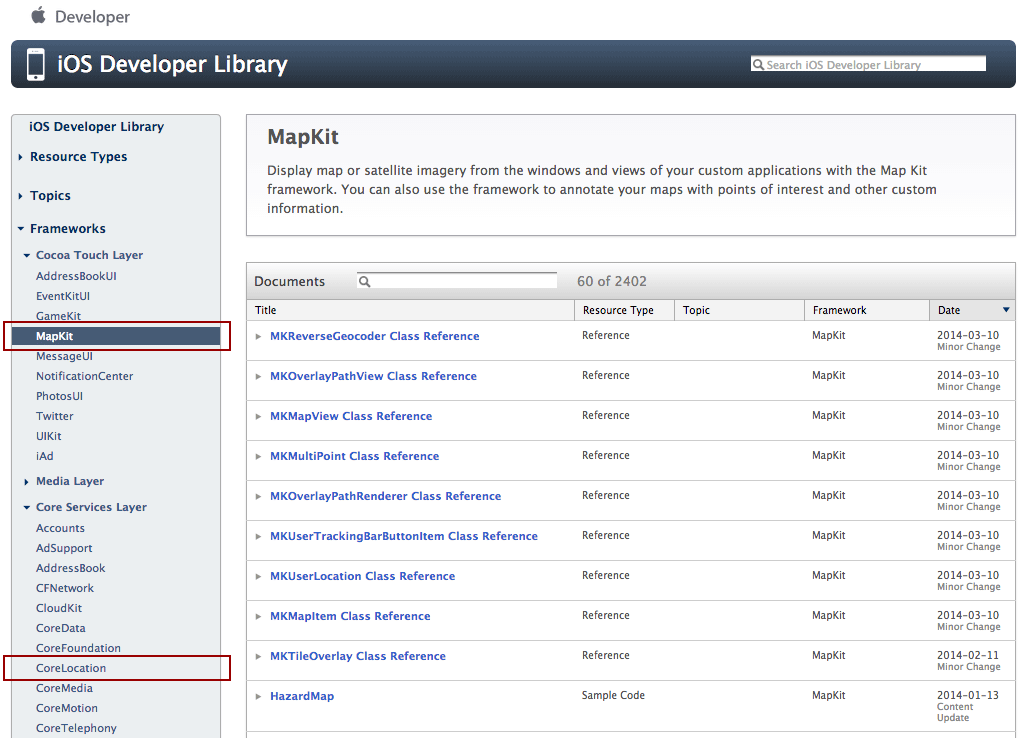 Developer
iOS Developer Library
Search iOS Developer Library
iOS Developer Library
Resource Types
Topics
Frameworks
Cocoa Touch Layer
AddressBookUI
EventKitUI
GameKit
MapKit
MessageUI
NotificationCenter
PhotosUI
Twitter
UIKit
iAd
Media Layer
Core Services Layer
Accounts
AdSupport
AddressBook
CFNetwork
CloudKit
CoreData
CoreFoundation
CoreLocation
CoreMedia
CoreMotion
CoreTelephony
MapKit
Display map or satellite imagery from the windows and views of your custom applications with the Map Kit
framework. You can also use the framework to annotate your maps with points of interest and other custom
information.
Documents 60 of 2402
Title Resource Type Topic Framework Date
MKReverseGeocoder Class Reference Reference MapKit 2014-03-10
Minor Change
MKOverlayPathView Class Reference Reference MapKit 2014-03-10
Minor Change
MKMapView Class Reference Reference MapKit 2014-03-10
Minor Change
MKMultiPoint Class Reference Reference MapKit 2014-03-10
Minor Change
MKOverlayPathRenderer Class Reference Reference MapKit 2014-03-10
Minor Change
MKUserTrackingBarButtonItem Class Reference Reference MapKit 2014-03-10
Minor Change
MKUserLocation Class Reference Reference MapKit 2014-03-10
Minor Change
MKMapItem Class Reference Reference MapKit 2014-03-10
Minor Change
MKTileOverlay Class Reference Reference MapKit 2014-02-11
Minor Change
HazardMap Sample Code MapKit 2014-01-13
Content
Update